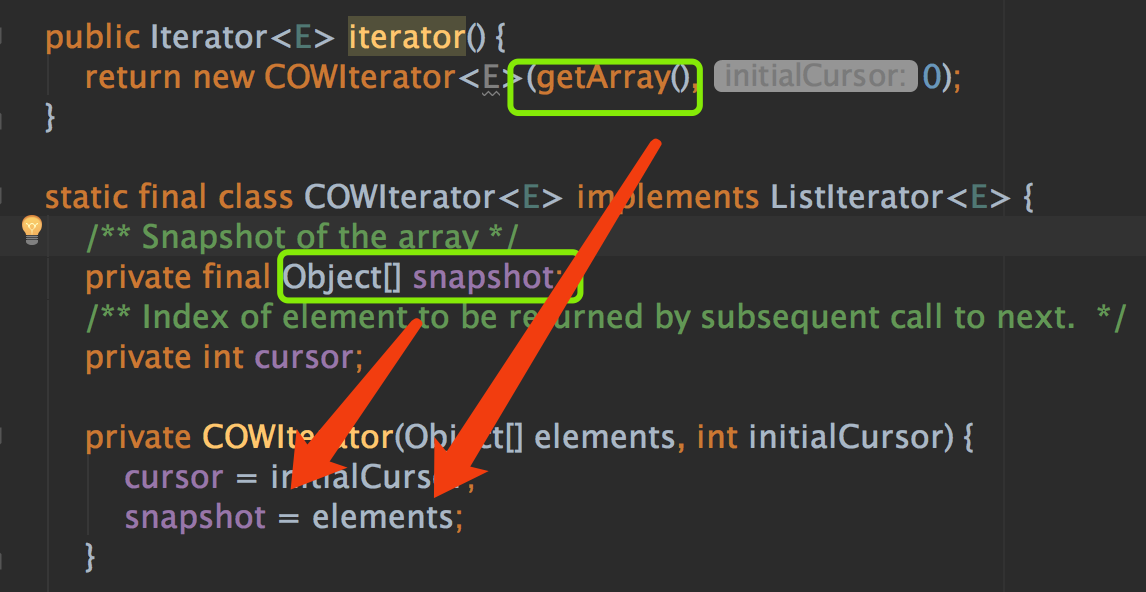 public Iterator<E> iterator() {
return new COWIterator<E>(getArray(), initialCursor: 0);
}
static final class COWIterator<E> implements ListIterator<E> {
/** Snapshot of the array */
private final Object[] snapshot;
/** Index of element to be returned by subsequent call to next.  */
private int cursor;
private COWIterator(Object[] elements, int initialCursor) {
cursor = initialCursor;
snapshot = elements;
}